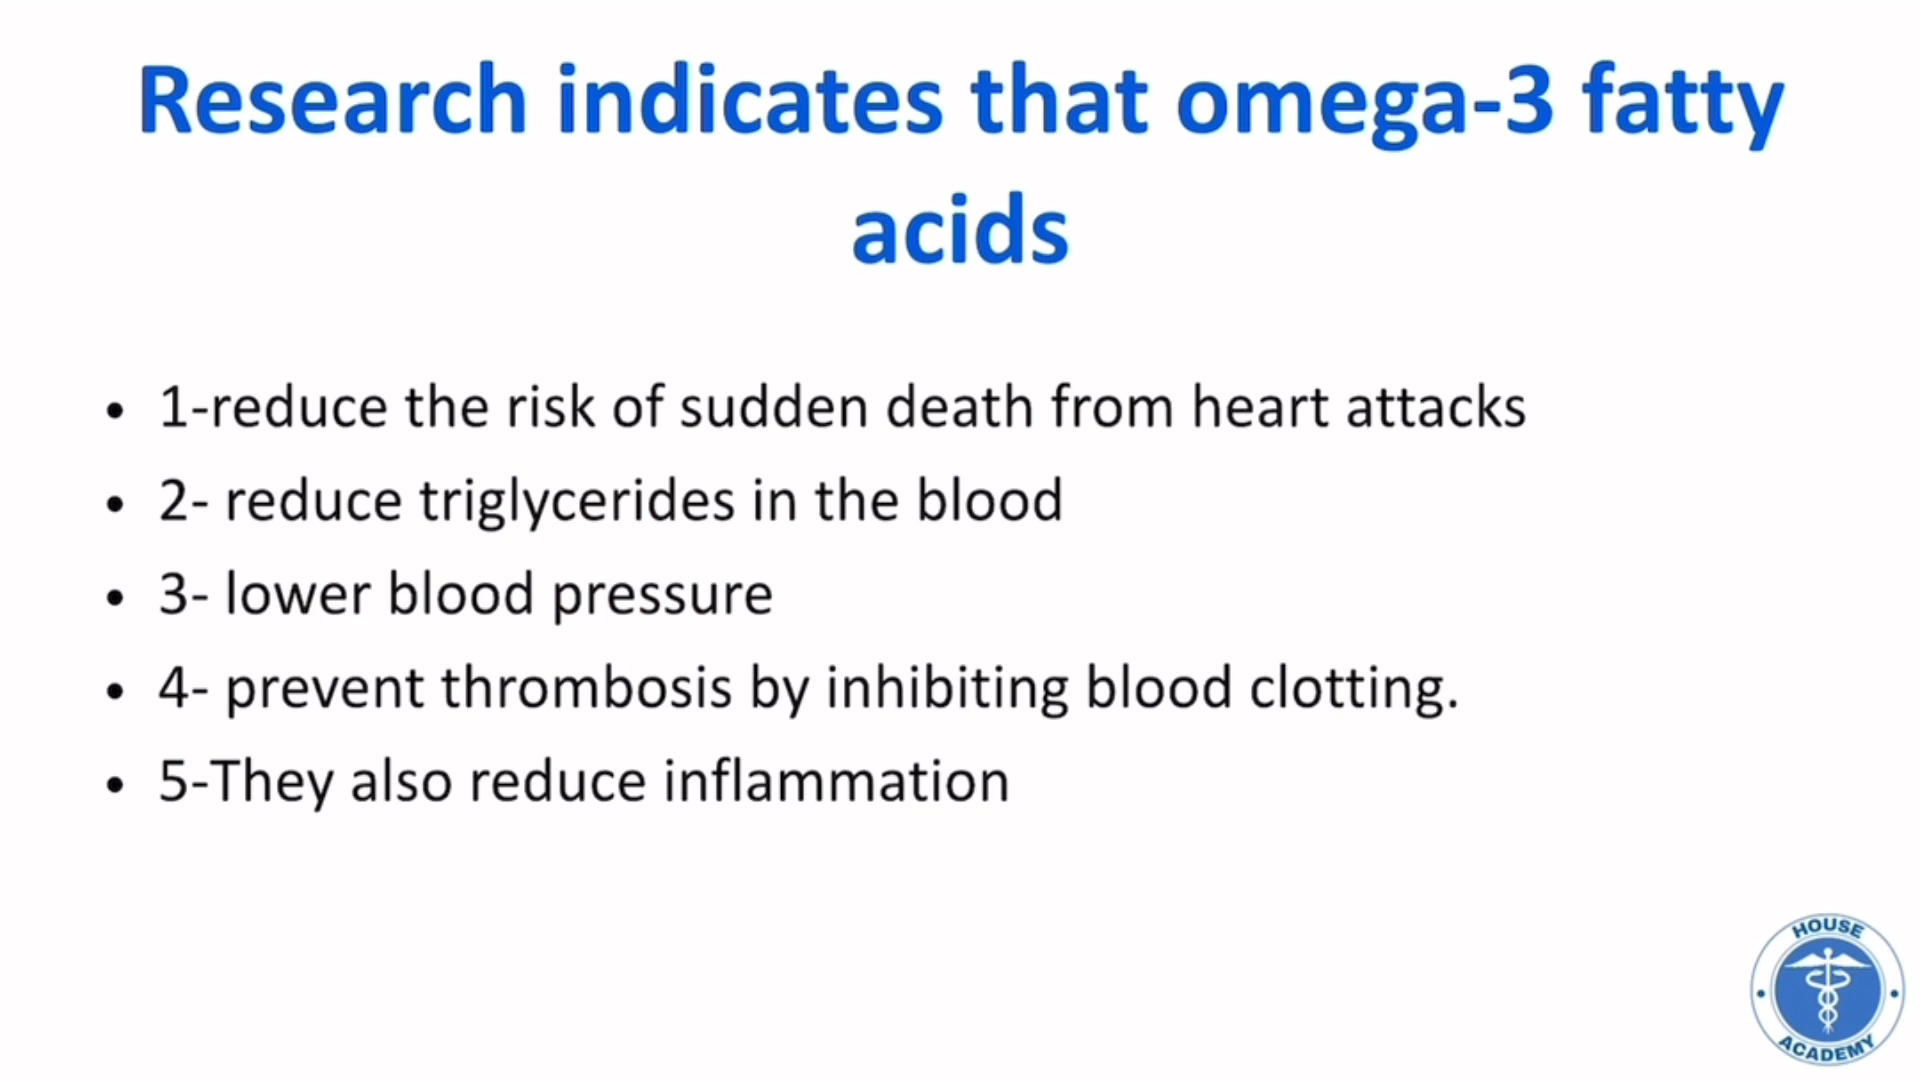 Research indicates that omega-3 fatty
acids
• 1-reduce the risk of sudden death from heart attacks
• 2- reduce triglycerides in the blood
• 3- lower blood pressure
• 4- prevent thrombosis by inhibiting blood clotting.
• 5-They also reduce inflammation
HOUSE
ACADEMY